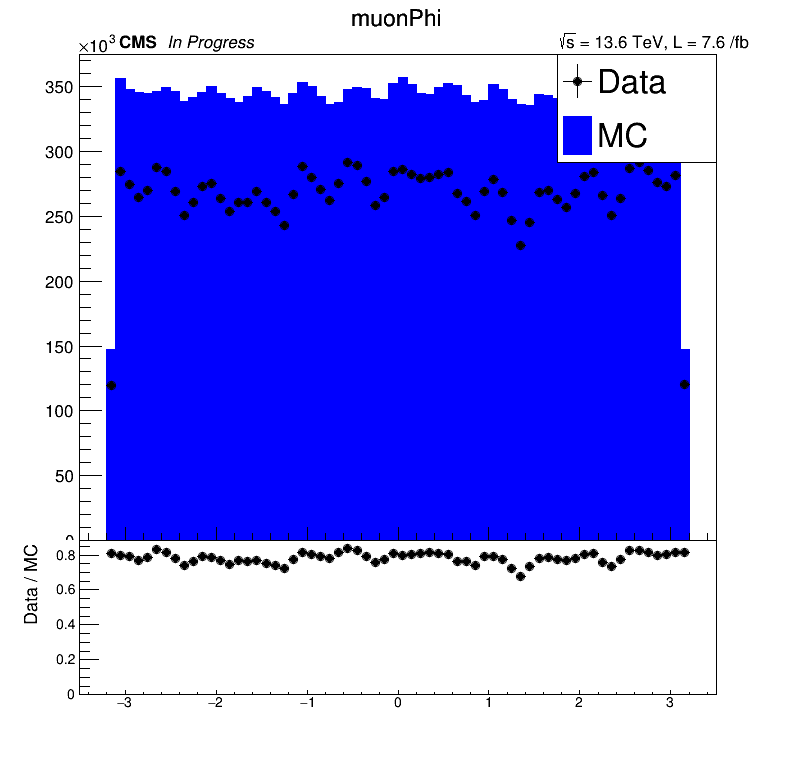 muonPhi
×10³ CMS In Progress √s = 13.6 TeV, L = 7.6 /fb
350
300
250
200
150
100
50
0
Data
MC
Data / MC
0.8
0.6
0.4
0.2
0
−3 −2 −1 0 1 2 3